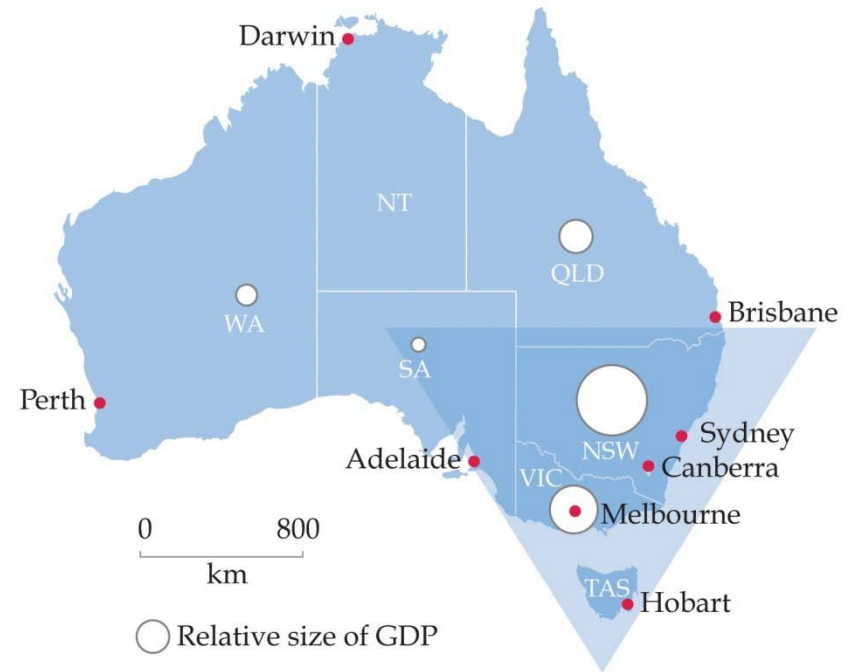 Darwin
NT
QLD
WA
Brisbane
SA
Perth
Sydney
NSW
Adelaide
Canberra
VIC
Melbourne
0 800
km
TAS
Hobart
Relative size of GDP